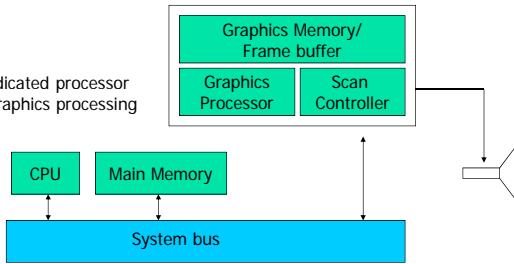 Graphics Memory/
Frame buffer
Graphics
Processor
Scan
Controller
dicated processor
raphics processing
CPU
Main Memory
System bus